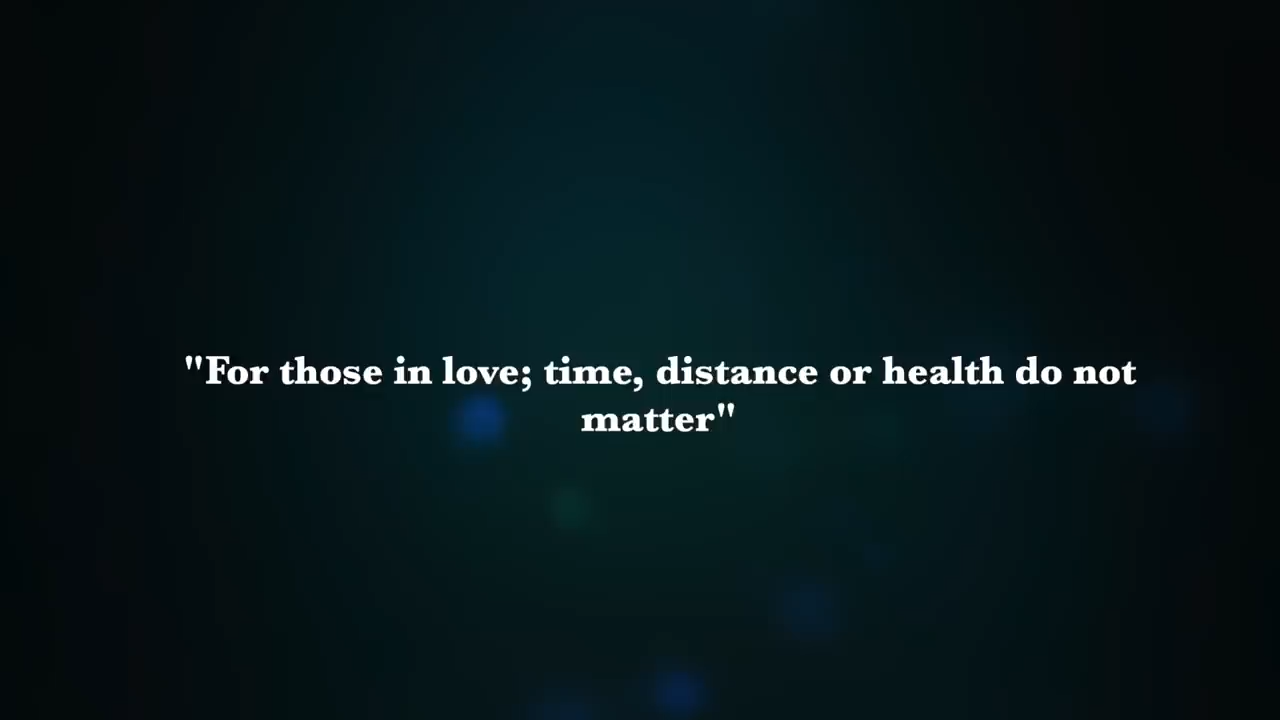 "For those in love; time, distance or health do not
matter"